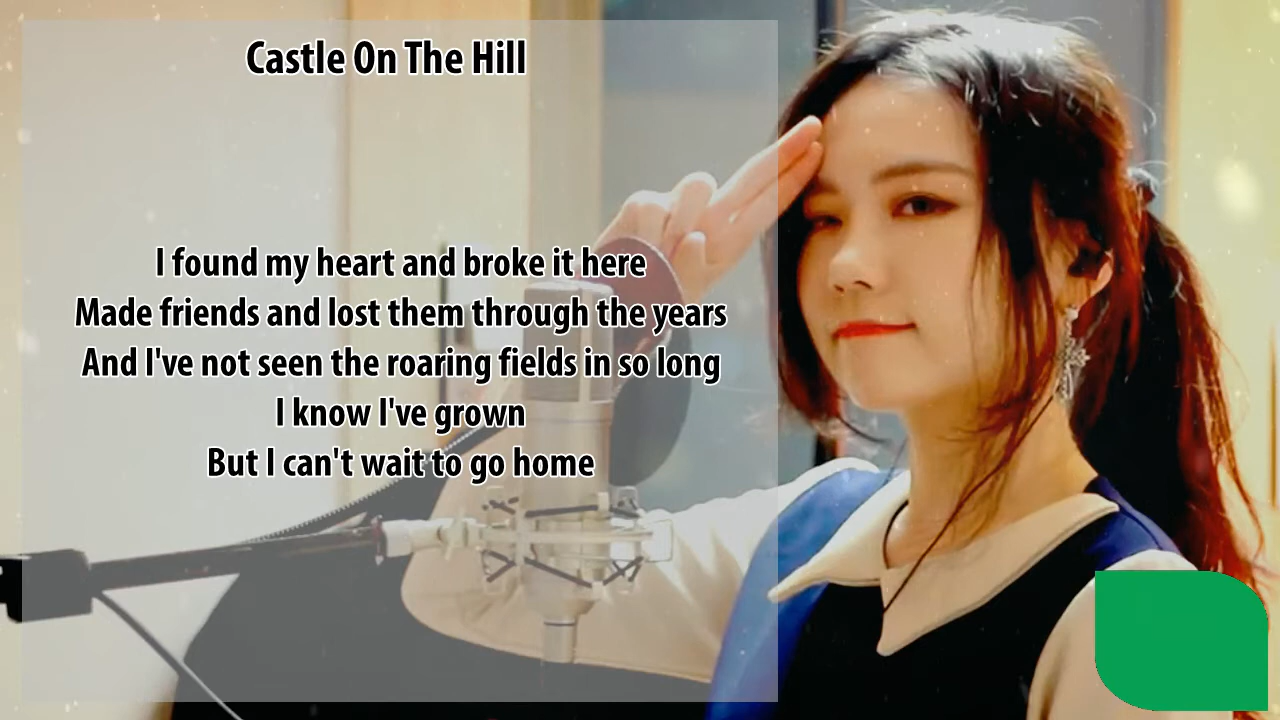 Castle On The Hill
I found my heart and broke it here
Made friends and lost them through the years
And I've not seen the roaring fields in so long
I know I've grown
But I can't wait to go home